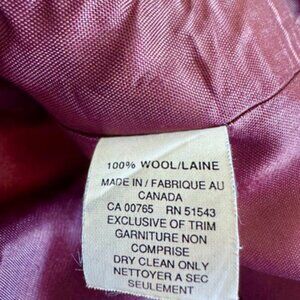 100% WOOL/LAINE
MADE IN/FABRIQUE AU
CANADA
CA 00765 RN 51543
EXCLUSIVE OF TRIM
GARNITURE NON
COMPRISE
DRY CLEAN ONLY
NETTOYER A SEC
SEULEMENT